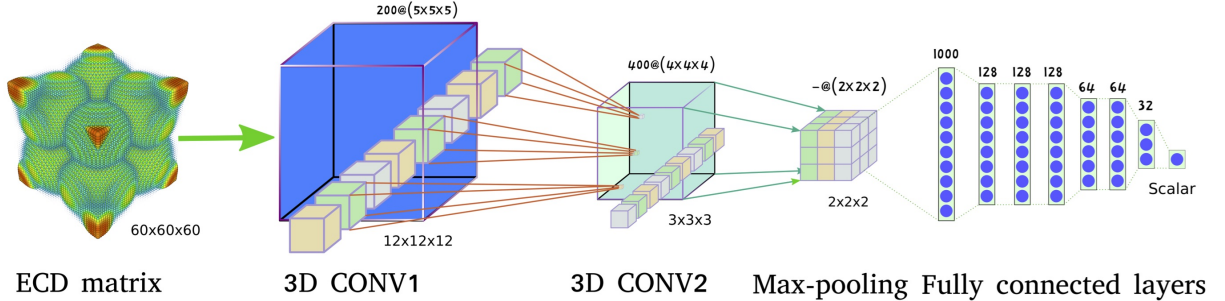 200@(5x5x5)
400@(4x4x4)
-@(2x2x2)
1000
128 128 128
64 64
32
Scalar
60x60x60
12x12x12
3x3x3
2x2x2
ECD matrix
3D CONV1
3D CONV2
Max-pooling
Fully connected layers